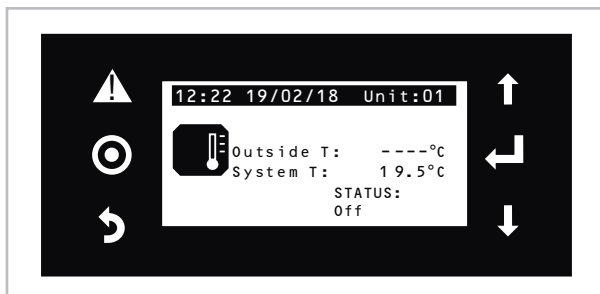 12:22 19/02/18 Unit:01
Outside T: ----°C
System T: 19.5°C
STATUS:
Off